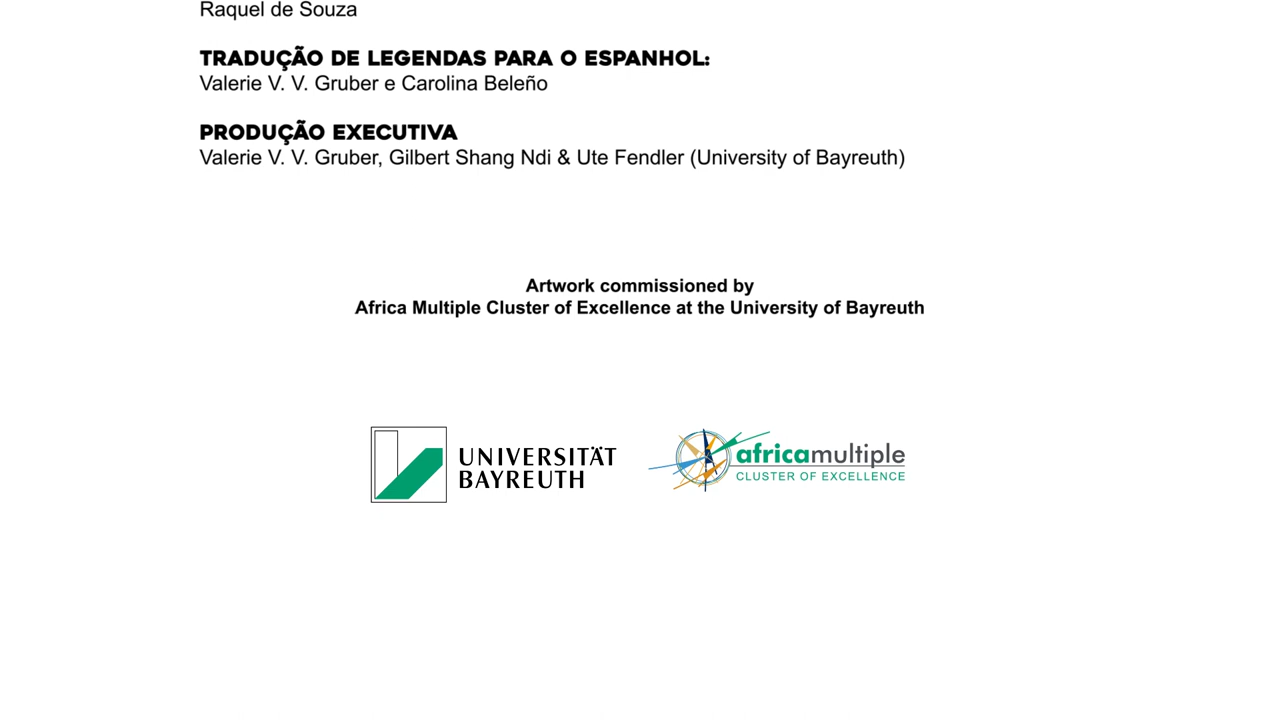 Raquel de Souza
TRADUÇÃO DE LEGENDAS PARA O ESPANHOL:
Valerie V. V. Gruber e Carolina Beleño
PRODUÇÃO EXECUTIVA
Valerie V. V. Gruber, Gilbert Shang Ndi & Ute Fendler (University of Bayreuth)
Artwork commissioned by
Africa Multiple Cluster of Excellence at the University of Bayreuth
UNIVERSITÄT
BAYREUTH
africamultiple
CLUSTER OF EXCELLENCE